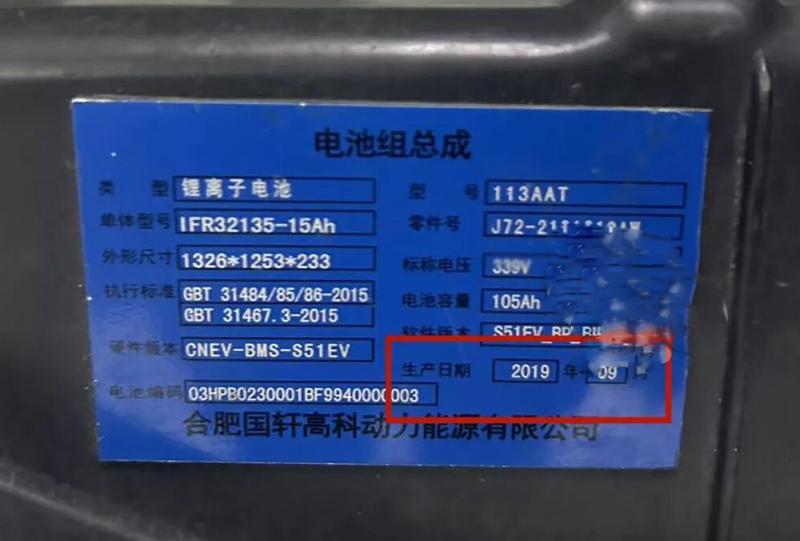 电池组总成
类 型 锂离子电池 型 号 113AAT
单体型号 IFR32135-15Ah 零件号
外形尺寸 1326*1253*233 标称电压 339V
执行标准 GBT 31484/85/86-2015 电池容量 105Ah
GBT 31467.3-2015 软件版本
硬件版本 CNEV-BMS-S51EV 生产日期 2019 年 09 月
电池编码 03HPB0230001BF9940000003
合肥国轩高科动力能源有限公司